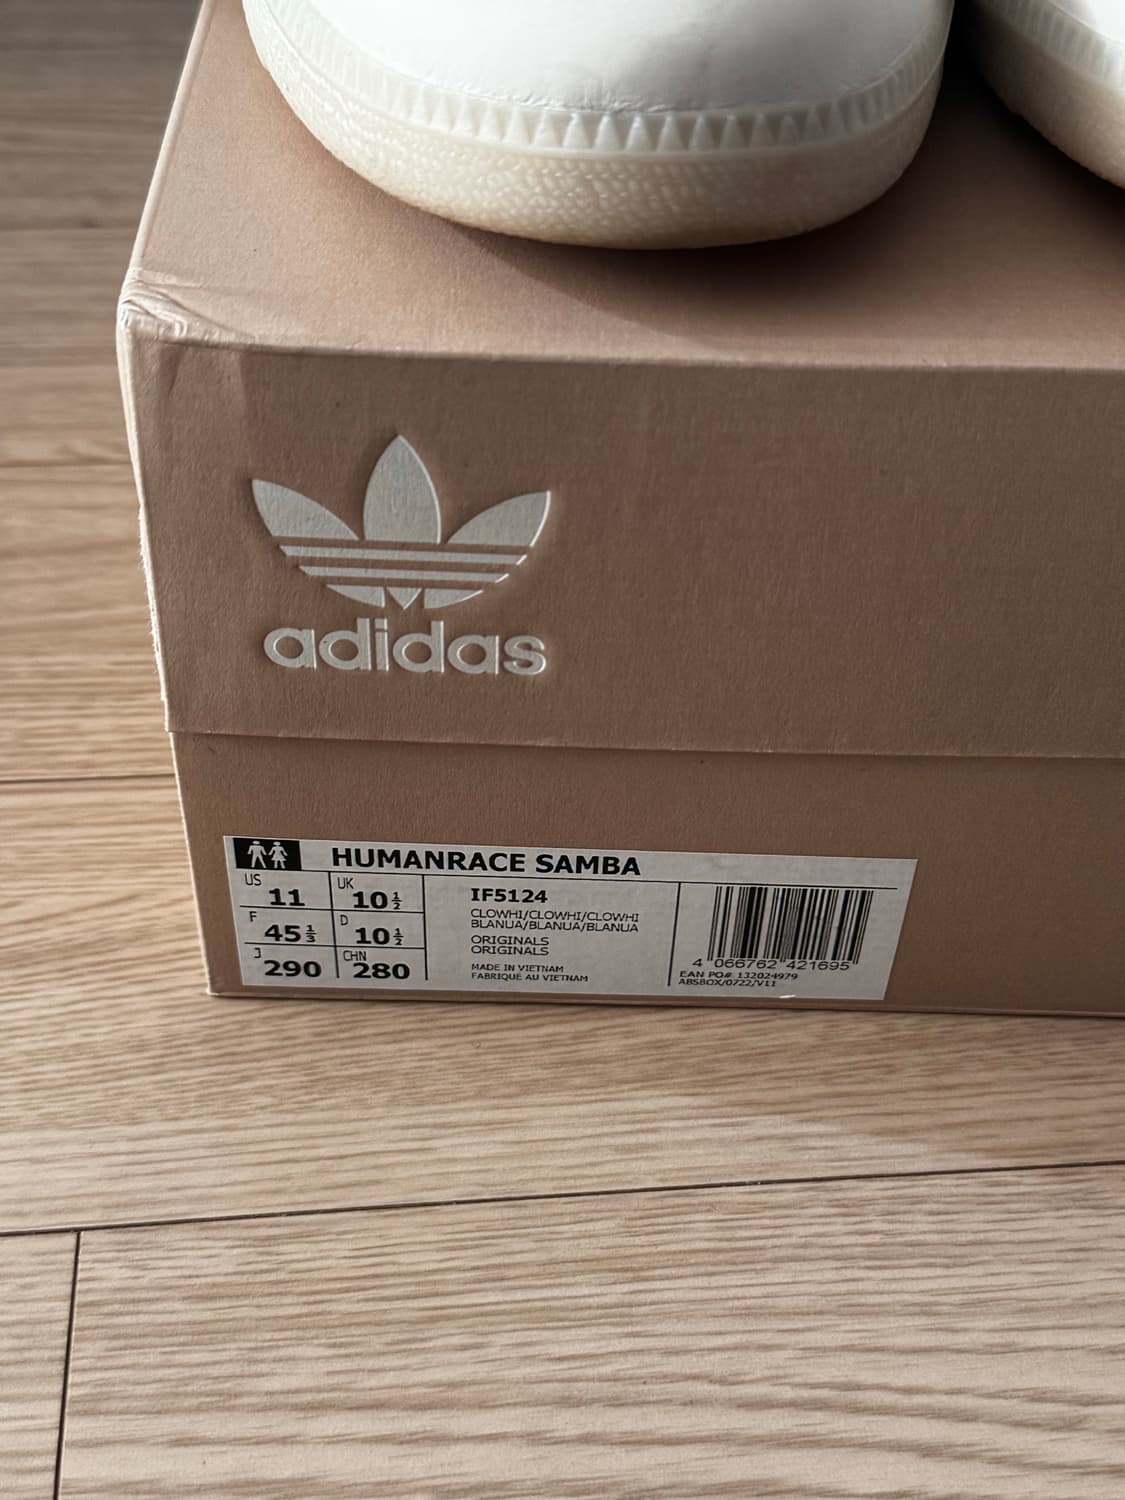 adidas
HUMANRACE SAMBA
US 11 UK 10½
F 45⅓ D 10½
J 290 CHN 280
IF5124
CLOWHI/CLOWHI/CLOWHI
BLANUA/BLANUA/BLANUA
ORIGINALS
ORIGINALS
MADE IN VIETNAM
FABRIQUÉ AU VIETNAM
4 066762 421695
EAN PO# 132024979
ABSBOX/0722/V11